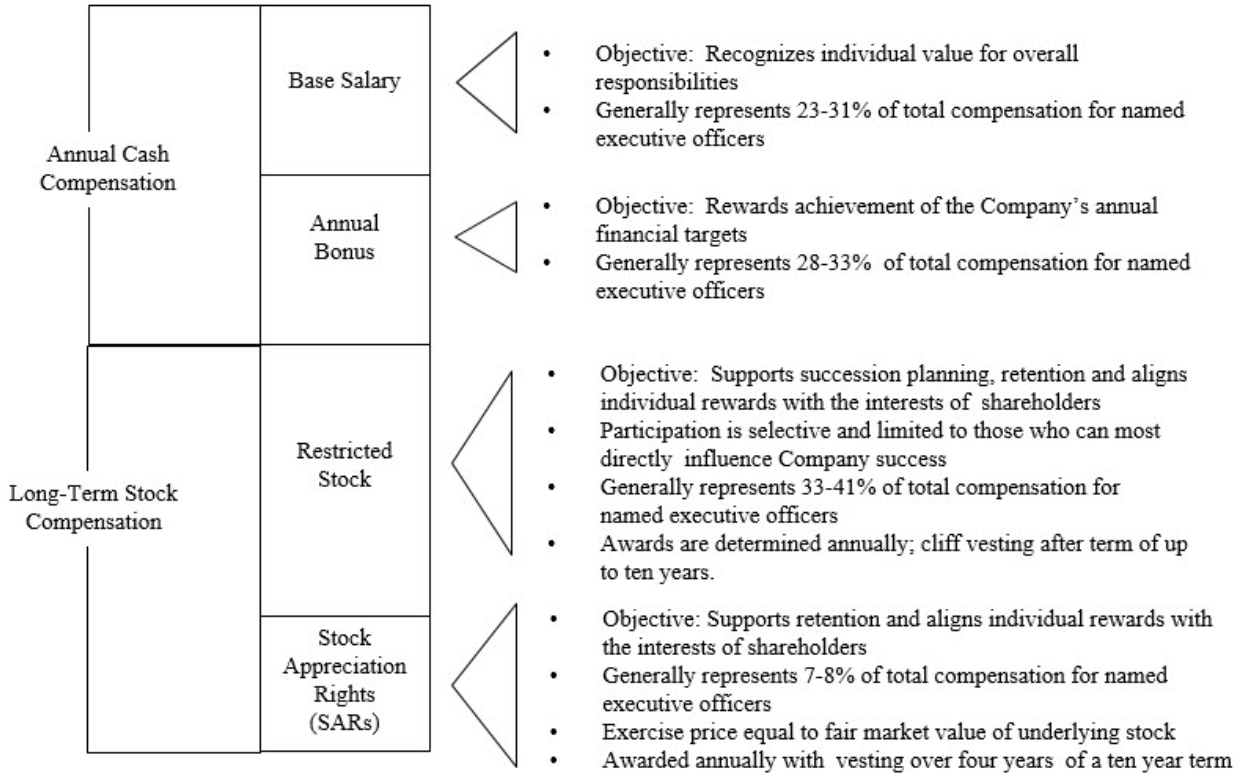 Annual Cash
Compensation
Base Salary
• Objective: Recognizes individual value for overall
responsibilities
• Generally represents 23-31% of total compensation for named
executive officers
Annual
Bonus
• Objective: Rewards achievement of the Company’s annual
financial targets
• Generally represents 28-33% of total compensation for named
executive officers
Long-Term Stock
Compensation
Restricted
Stock
• Objective: Supports succession planning, retention and aligns
individual rewards with the interests of shareholders
• Participation is selective and limited to those who can most
directly influence Company success
• Generally represents 33-41% of total compensation for
named executive officers
• Awards are determined annually; cliff vesting after term of up
to ten years.
Stock
Appreciation
Rights
(SARs)
• Objective: Supports retention and aligns individual rewards with
the interests of shareholders
• Generally represents 7-8% of total compensation for named
executive officers
• Exercise price equal to fair market value of underlying stock
• Awarded annually with vesting over four years of a ten year term